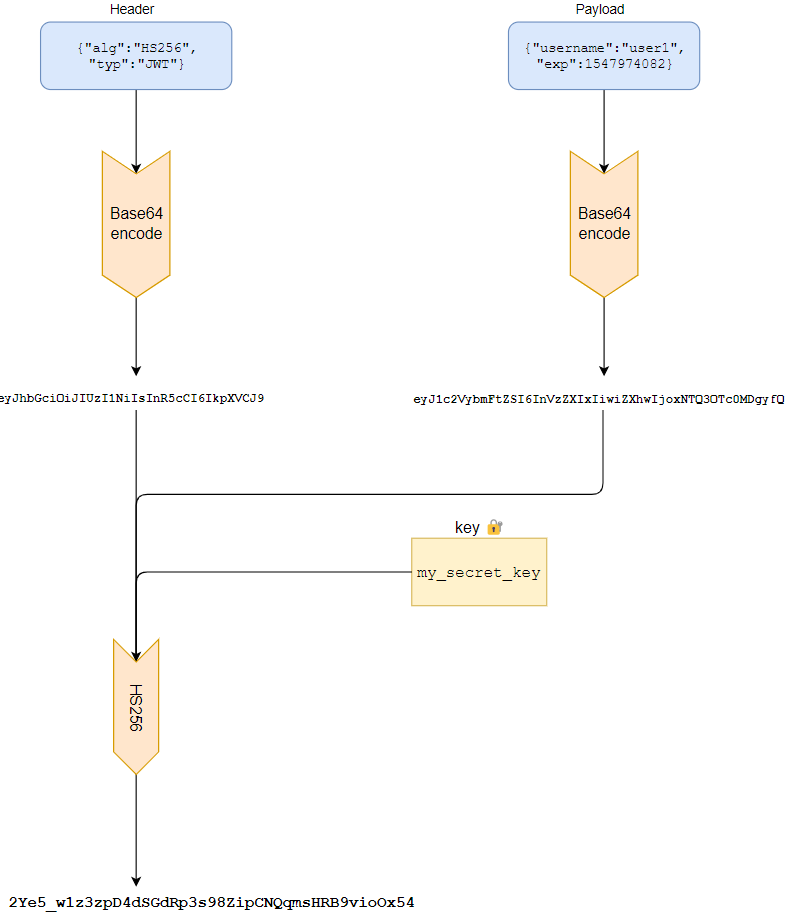 Header
Payload
{"alg":"HS256",
"typ":"JWT"}
{"username":"user1",
"exp":1547974082}
Base64
encode
Base64
encode
eyJhbGciOiJIUzI1NiIsInR5cCI6IkpXVCJ9
eyJ1c2VybmFtZSI6InVzZXIxIiwiZXhwIjoxNTQ3OTc0MDgyfQ
key
my_secret_key
HS256
2Ye5_w1z3zpD4dSGdRp3s98ZipCNQqmsHRB9vioOx54